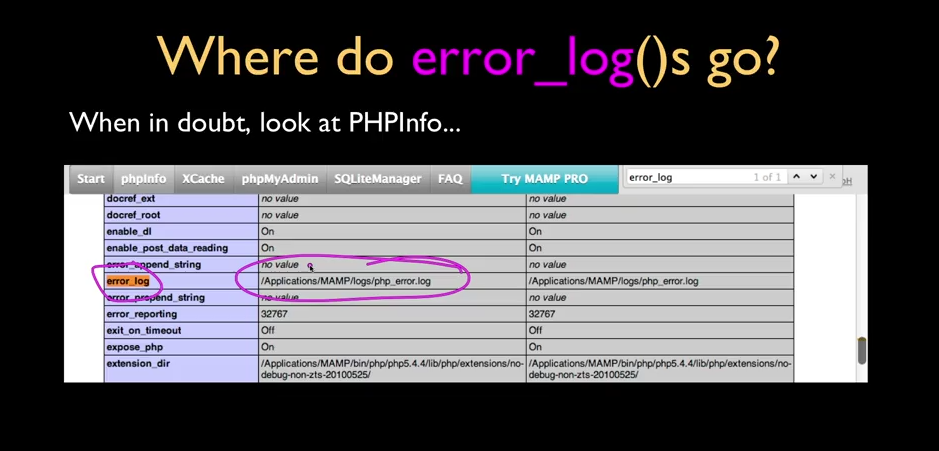 Where do error_log()s go?
When in doubt, look at PHPInfo...
Start phpInfo XCache phpMyAdmin SQLiteManager FAQ Try MAMP PRO error_log 1 of 1
docref_ext no value no value
docref_root no value no value
enable_dl On On
enable_post_data_reading On On
error_append_string no value no value
error_log /Applications/MAMP/logs/php_error.log /Applications/MAMP/logs/php_error.log
error_prepend_string no value no value
error_reporting 32767 32767
exit_on_timeout Off Off
expose_php On On
extension_dir /Applications/MAMP/bin/php/php5.4.4/lib/php/extensions/no- /Applications/MAMP/bin/php/php5.4.4/lib/php/extensions/no-
debug-non-zts-20100525/ debug-non-zts-20100525/